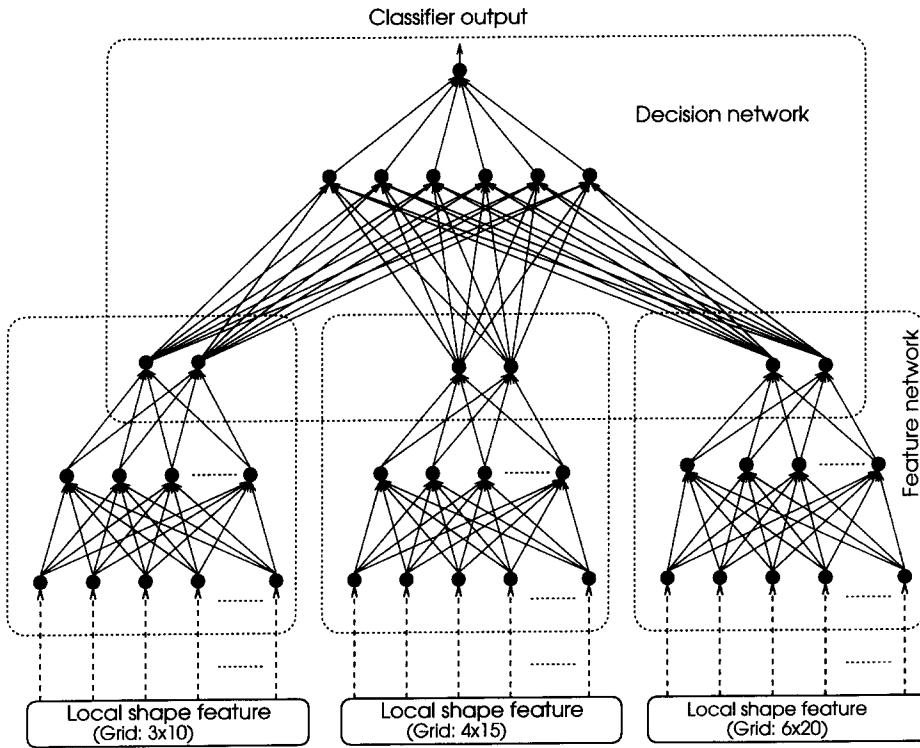 Classifier output
Decision network
Feature network
Local shape feature
(Grid: 3x10)
Local shape feature
(Grid: 4x15)
Local shape feature
(Grid: 6x20)